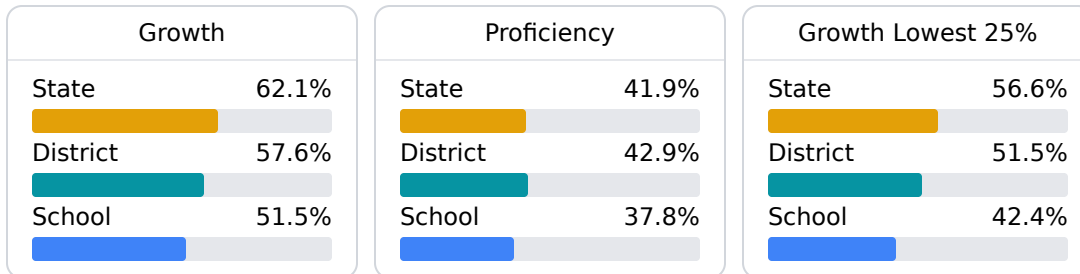 Growth
State 62.1%
District 57.6%
School 51.5%
Proficiency
State 41.9%
District 42.9%
School 37.8%
Growth Lowest 25%
State 56.6%
District 51.5%
School 42.4%